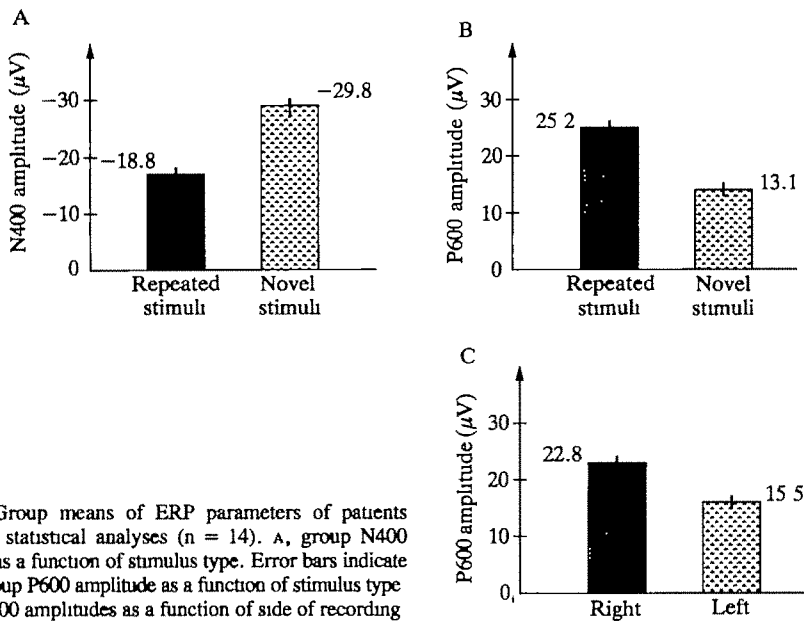 A
N400 amplitude (μV)
−30
−20
−10
0
−18.8
−29.8
Repeated stimuli
Novel stimuli
B
P600 amplitude (μV)
30
20
10
0
25 2
13.1
Repeated stimuli
Novel stimuli
C
P600 amplitude (μV)
30
20
10
0
22.8
15 5
Right
Left
Group means of ERP parameters of patients
statistical analyses (n = 14). A, group N400
as a function of stimulus type. Error bars indicate
up P600 amplitude as a function of stimulus type
00 amplitudes as a function of side of recording